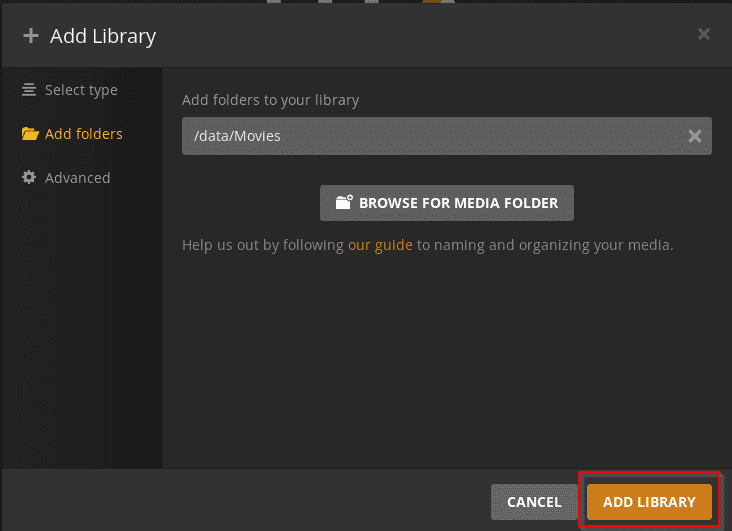 Add Library
Select type
Add folders
Advanced
Add folders to your library
/data/Movies
BROWSE FOR MEDIA FOLDER
Help us out by following our guide to naming and organizing your media.
CANCEL
ADD LIBRARY